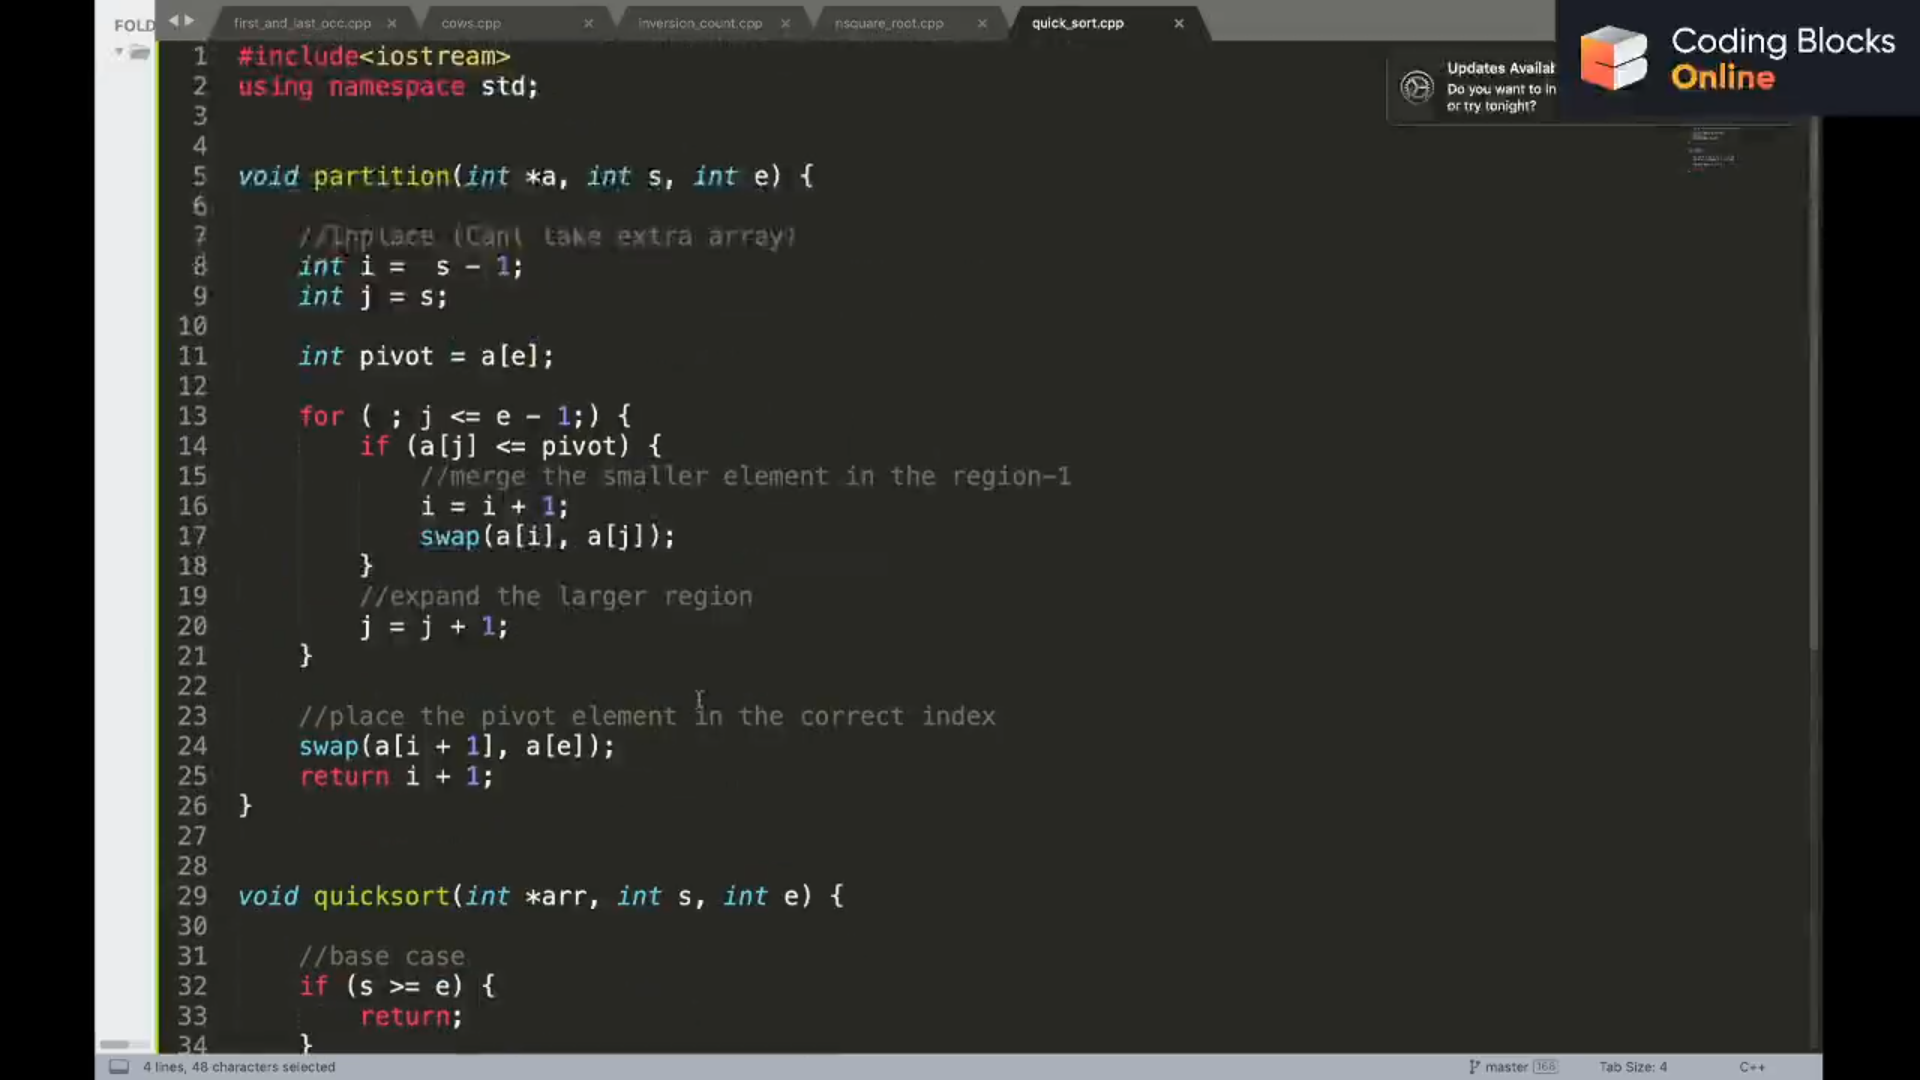 FOLD
first_and_last_occ.cpp
cows.cpp
inversion_count.cpp
nsquare_root.cpp
quick_sort.cpp
Coding Blocks
Online
Updates Availab
Do you want to in
or try tonight?
1 #include<iostream>
2 using namespace std;
3
4
5 void partition(int *a, int s, int e) {
6
7 //Inplace (Cant take extra array)
8 int i =  s - 1;
9 int j = s;
10
11 int pivot = a[e];
12
13 for ( ; j <= e - 1;) {
14 if (a[j] <= pivot) {
15 //merge the smaller element in the region-1
16 i = i + 1;
17 swap(a[i], a[j]);
18 }
19 //expand the larger region
20 j = j + 1;
21 }
22
23 //place the pivot element in the correct index
24 swap(a[i + 1], a[e]);
25 return i + 1;
26 }
27
28
29 void quicksort(int *arr, int s, int e) {
30
31 //base case
32 if (s >= e) {
33 return;
34 }
4 lines, 48 characters selected
master 166
Tab Size: 4
C++